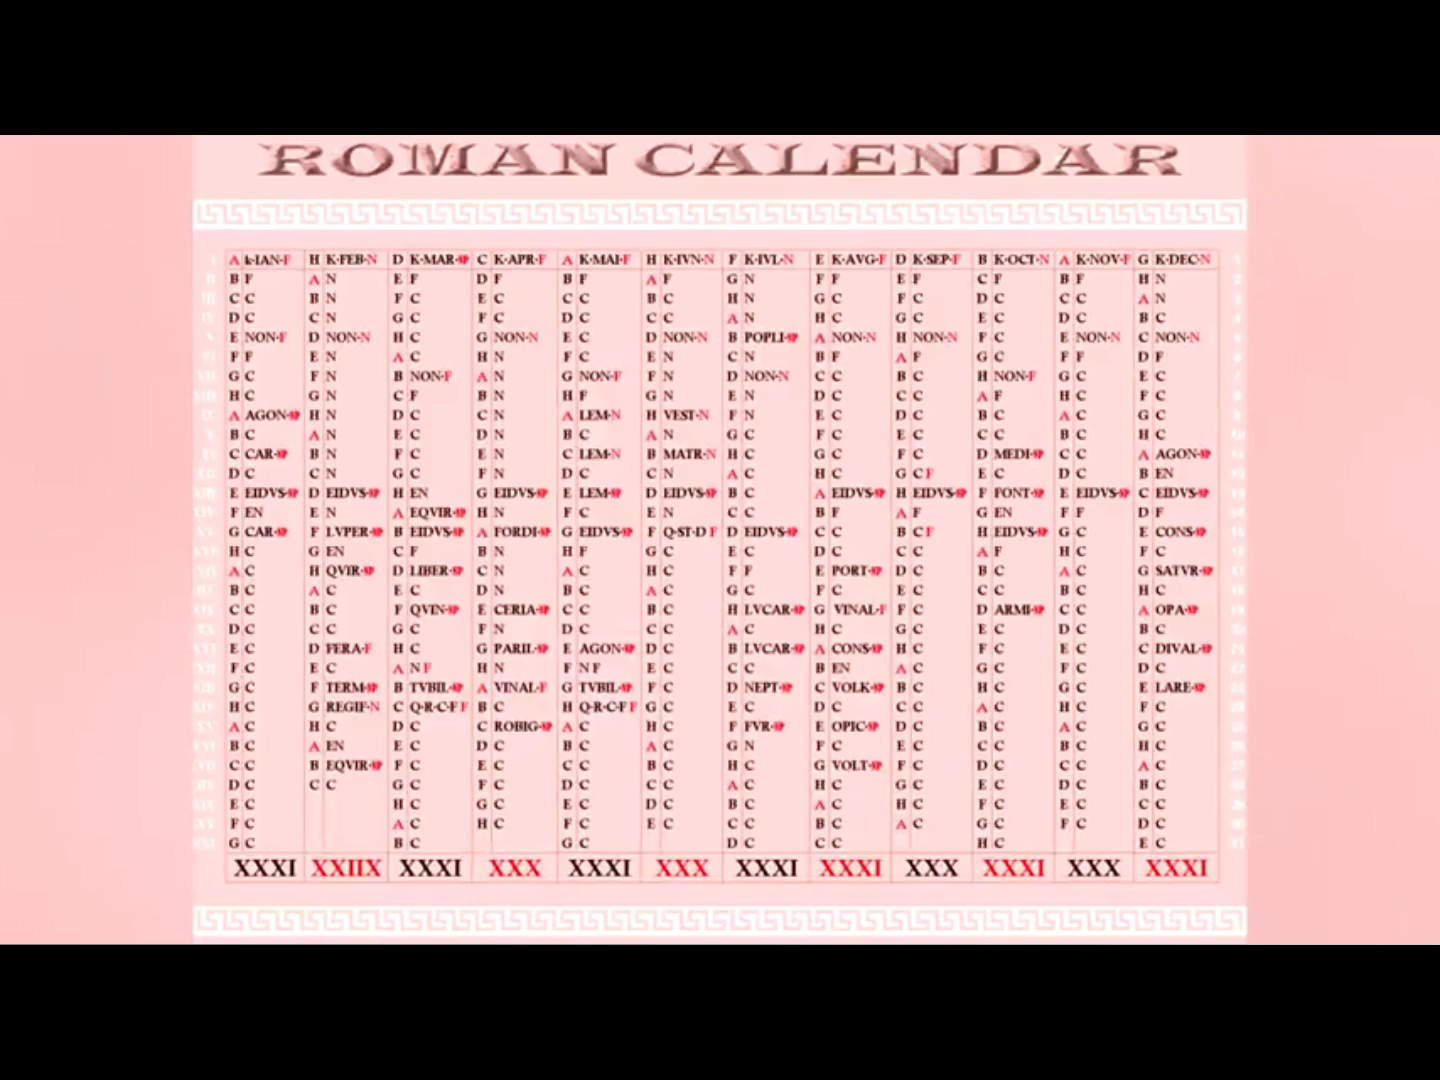 ROMAN CALENDAR
A k·IAN·F H K·FEB·N D K·MAR· C K·APR·F A K·MAI·F H K·IVN·N F K·IVL·N E K·AVG·F D K·SEP·F B K·OCT·N A K·NOV·F G K·DEC·N
B F A N E F D F B F A F G N F F E F C F B F H N
C C B N F C E C C C B C H N G C F C D C C C A N
D C C N G C F C D C C C A N H C G C E C D C B C
E NON·F D NON·N H C G NON·N E C D NON·N B POPLI· A NON·N H NON·N F C E NON·N C NON·N
F F E N A C H N F C E N C N B F A F G C F F D F
G C F N B NON·F A N G NON·F F N D NON·N C C B C H NON·F G C E C
H C G N C F B N H F G N E N D C C C A F H C F C
A AGON· H N D C C N A LEM·N H VEST·N F N E C D C B C A C G C
B C A N E C D N B C A N G C F C E C C C B C H C
C CAR· B N F C E N C LEM·N B MATR·N H C G C F C D MEDI· C C A AGON·
D C C N G C F N D C C N A C H C G C F E C D C B EN
E EIDVS· D EIDVS· H EN G EIDVS· E LEM· D EIDVS· B C A EIDVS· H EIDVS· F FONT· E EIDVS· C EIDVS·
F EN E N A EQVIR· H N F C E N C C B F A F G EN F F D F
G CAR· F LVPER· B EIDVS· A FORDI· G EIDVS· F Q·ST·D F D EIDVS· C C B C F H EIDVS· G C E CONS·
H C G EN C F B N H F G C E C D C C C A F H C F C
A C H QVIR· D LIBER· C N A C H C F F E PORT· D C B C A C G SATVR·
B C A C E C D N B C A C G C F C E C C C B C H C
C C B C F QVIN· E CERIA· C C B C H LVCAR· G VINAL·F F C D ARMI· C C A OPA·
D C C C G C F N D C C C A C H C G C E C D C B C
E C D FERA·F H C G PARIL· E AGON· D C B LVCAR· A CONS· H C F C E C C DIVAL·
F C E C A N F H N F N F E C C C B EN A C G C F C D C
G C F TERM· B TVBIL· A VINAL·F G TVBIL· F C D NEPT· C VOLK· B C H C G C E LARE·
H C G REGIF·N C Q·R·C·F F B C H Q·R·C·F F G C E C D C C C A C H C F C
A C H C D C C ROBIG· A C H C F FVR· E OPIC· D C B C A C G C
B C A EN E C D C B C A C G N F C E C C C B C H C
C C B EQVIR· F C E C C C B C H C G VOLT· F C D C C C A C
D C C C G C F C D C C C A C H C G C E C D C B C
E C H C G C E C D C B C A C H C F C E C C C
F C A C H C F C E C C C B C A C G C F C D C
G C B C G C D C C C H C E C
XXXI XXIIX XXXI XXX XXXI XXX XXXI XXXI XXX XXXI XXX XXXI